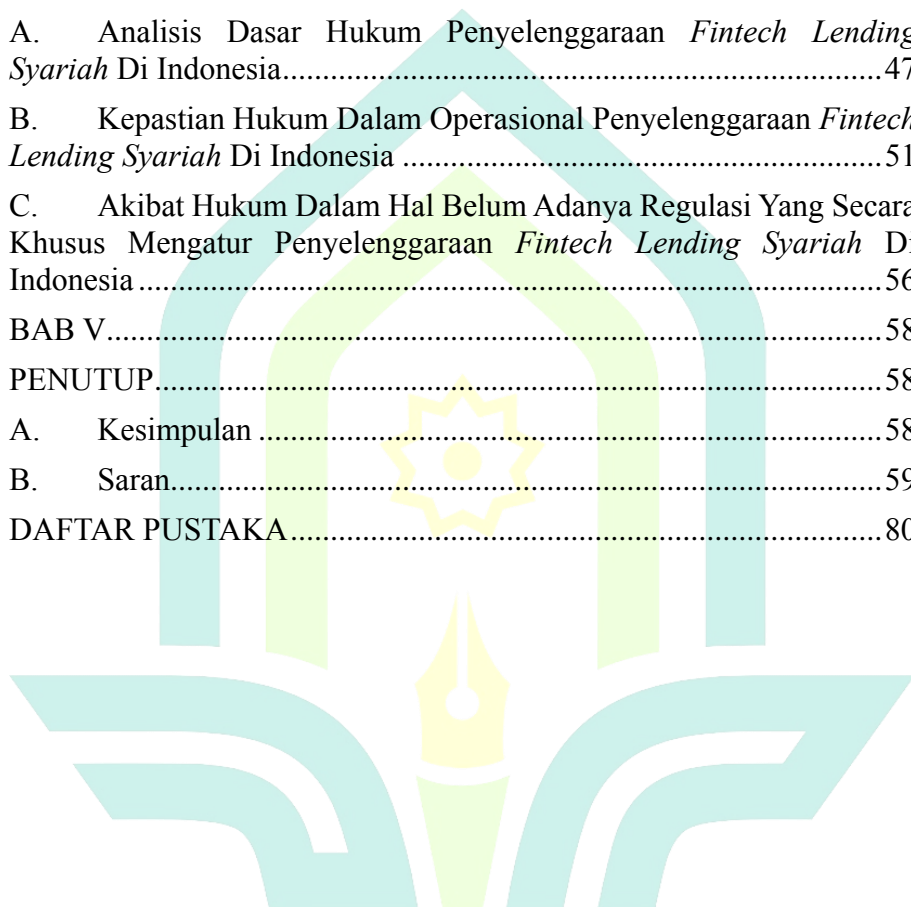 A. Analisis Dasar Hukum Penyelenggaraan Fintech Lending
Syariah Di Indonesia.....................................................................................47
B. Kepastian Hukum Dalam Operasional Penyelenggaraan Fintech
Lending Syariah Di Indonesia .....................................................................51
C. Akibat Hukum Dalam Hal Belum Adanya Regulasi Yang Secara
Khusus Mengatur Penyelenggaraan Fintech Lending Syariah Di
Indonesia .......................................................................................................56
BAB V............................................................................................................58
PENUTUP......................................................................................................58
A. Kesimpulan ...............................................................................................58
B. Saran..........................................................................................................59
DAFTAR PUSTAKA......................................................................................80